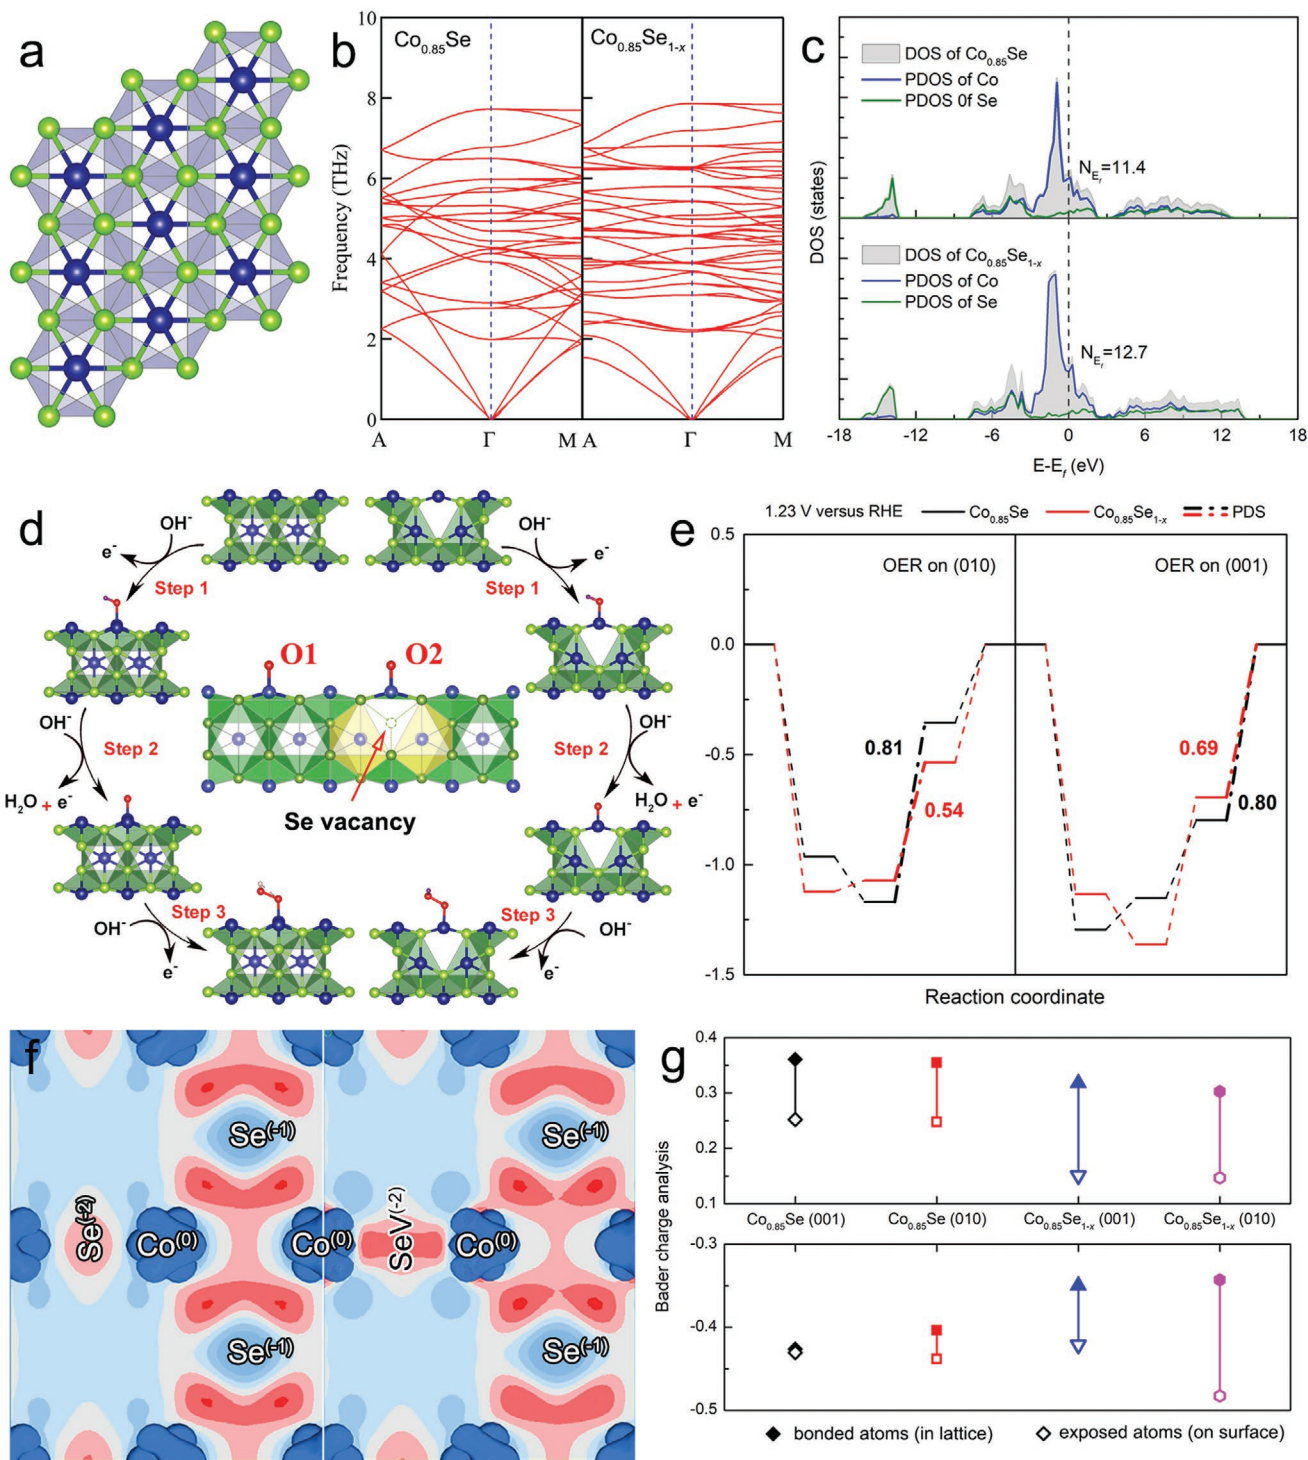 a
b
Co0.85Se
Co0.85Se1-x
10
8
6
4
2
0
Frequency (THz)
A
Γ
M
A
Γ
M
c
DOS of Co0.85Se
PDOS of Co
PDOS 0f Se
NEf=11.4
DOS of Co0.85Se1-x
PDOS of Co
PDOS of Se
NEf=12.7
DOS (states)
-18 -12 -6 0 6 12 18
E-Ef (eV)
d
OH-
e-
Step 1
OH-
e-
Step 1
O1
O2
Se vacancy
OH-
Step 2
H2O + e-
OH-
Step 2
H2O + e-
Step 3
OH-
e-
Step 3
OH-
e-
e
1.23 V versus RHE
Co0.85Se
Co0.85Se1-x
PDS
OER on (010)
OER on (001)
0.5
0.0
-0.5
-1.0
-1.5
0.81
0.54
0.69
0.80
Reaction coordinate
f
Se(-1)
Se(-1)
Se(-2)
Co(0)
Co(0)
SeV(-2)
Co(0)
Se(-1)
Se(-1)
g
0.4
0.3
0.2
0.1
Co0.85Se (001)
Co0.85Se (010)
Co0.85Se1-x (001)
Co0.85Se1-x (010)
-0.3
-0.4
-0.5
Bader charge analysis
bonded atoms (in lattice)
exposed atoms (on surface)